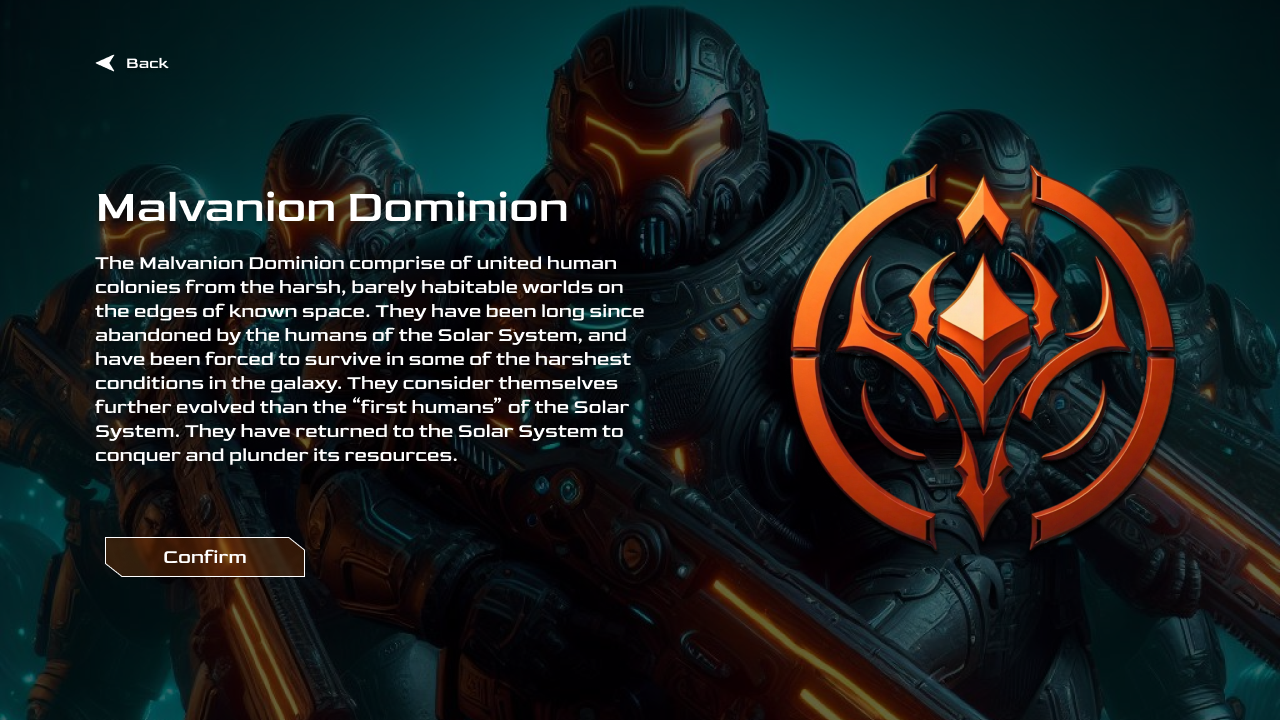 Back
Malvanion Dominion
The Malvanion Dominion comprise of united human
colonies from the harsh, barely habitable worlds on
the edges of known space. They have been long since
abandoned by the humans of the Solar System, and
have been forced to survive in some of the harshest
conditions in the galaxy. They consider themselves
further evolved than the “first humans” of the Solar
System. They have returned to the Solar System to
conquer and plunder its resources.
Confirm